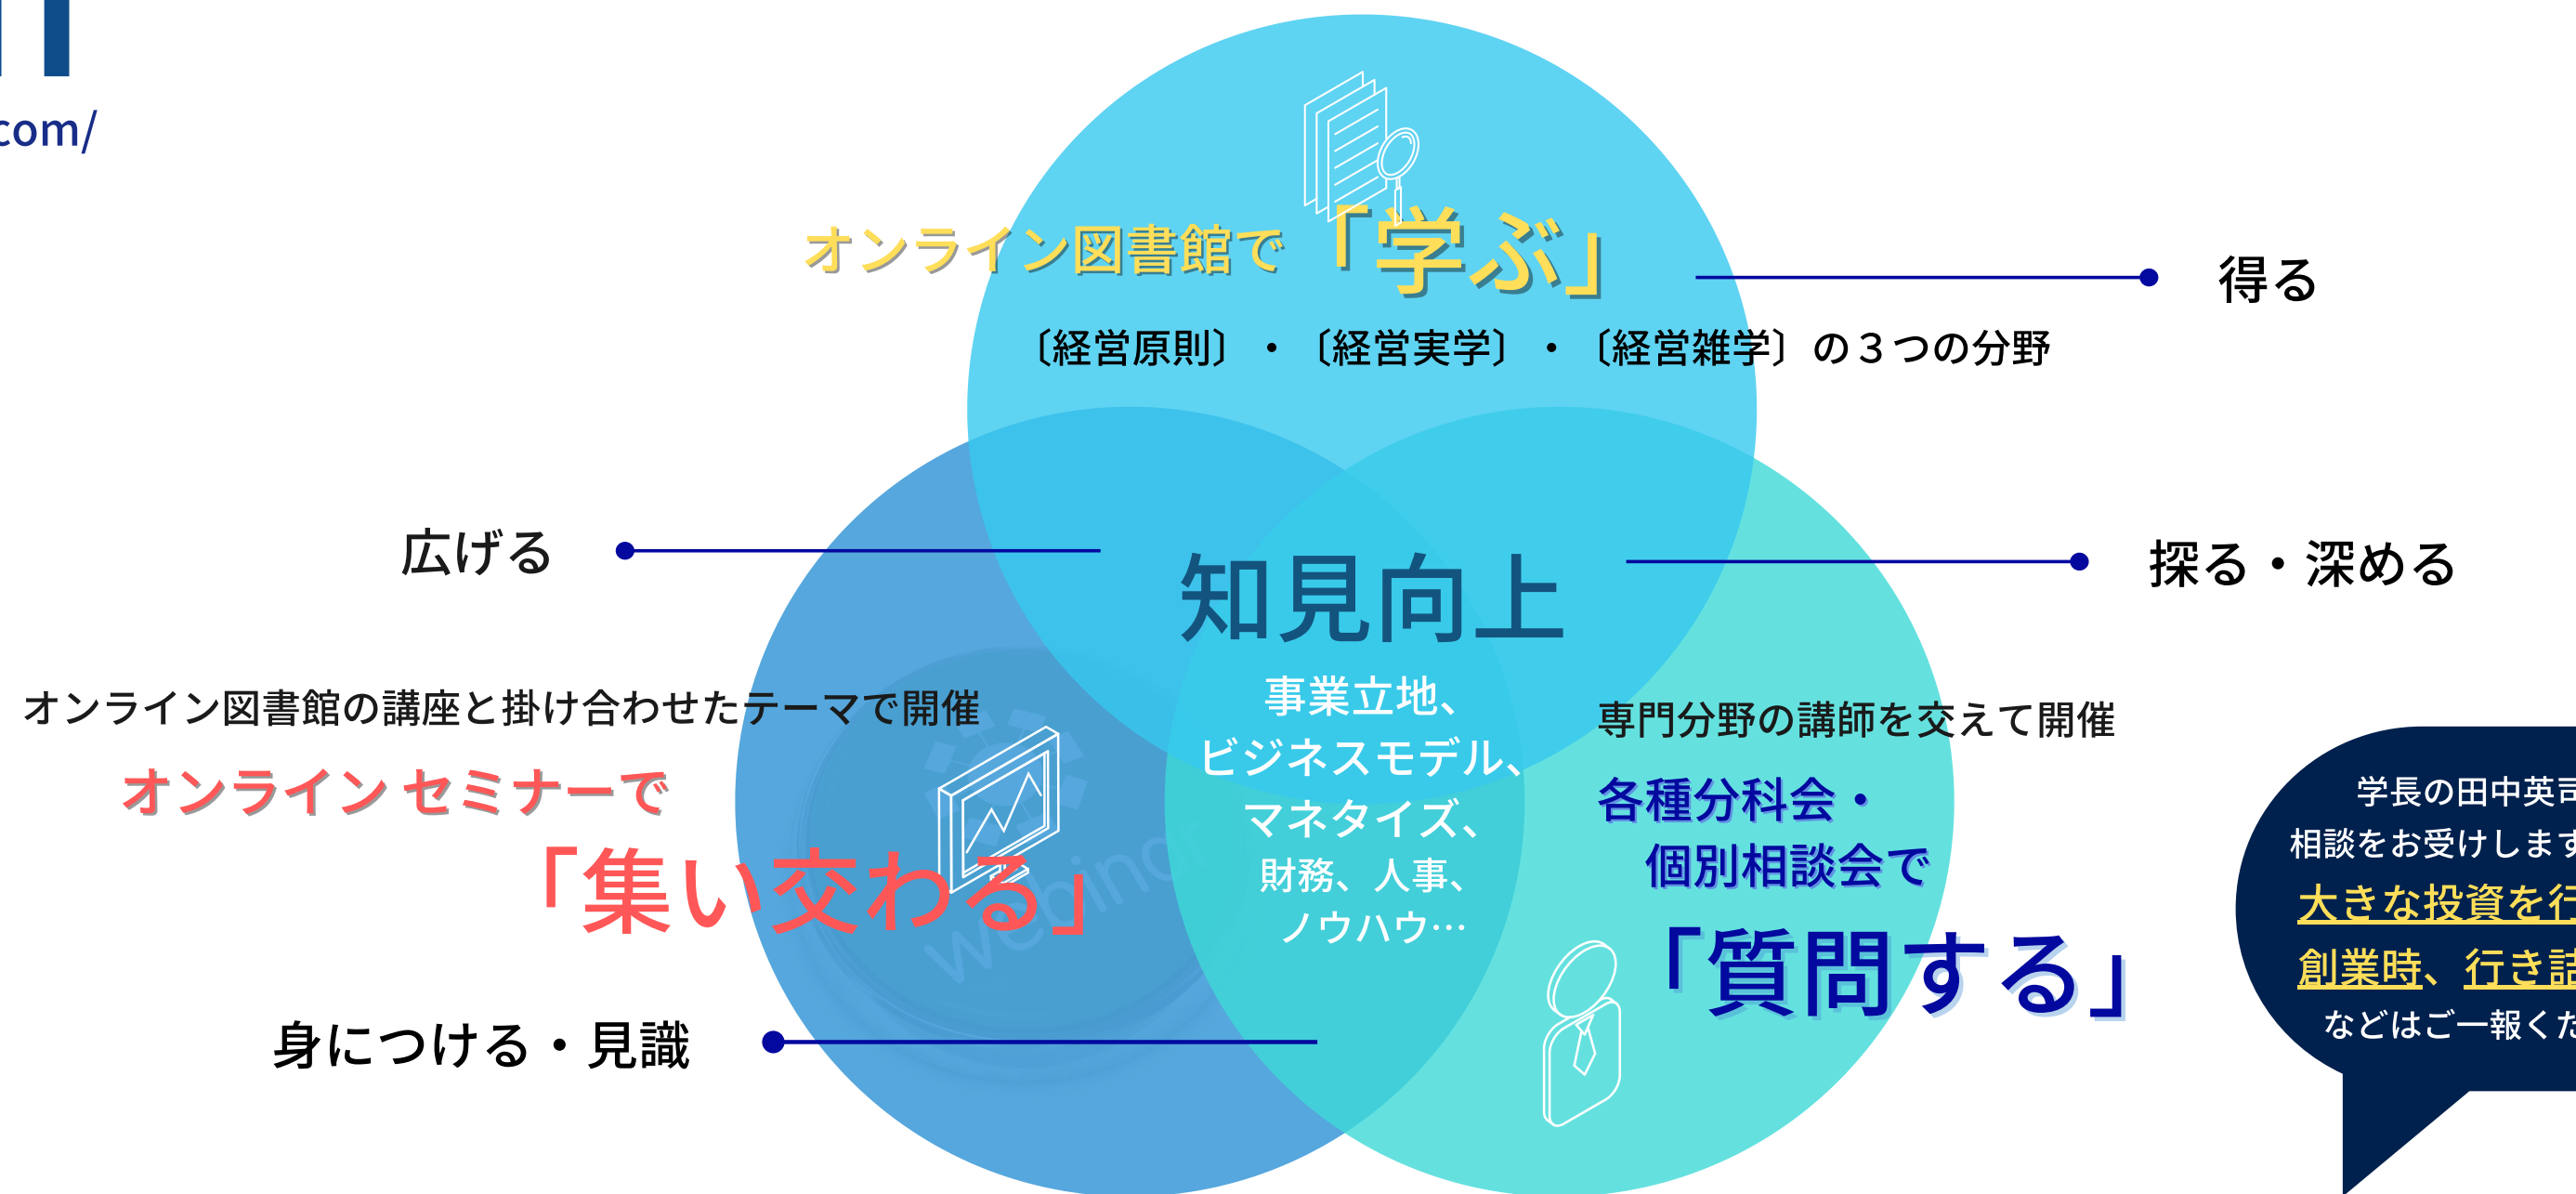 com/
オンライン図書館で「学ぶ」
得る
〔経営原則〕・〔経営実学〕・〔経営雑学〕の３つの分野
広げる
知見向上
探る・深める
事業立地、
ビジネスモデル、
マネタイズ、
財務、人事、
ノウハウ…
オンライン図書館の講座と掛け合わせたテーマで開催
オンライン セミナーで
「集い交わる」
webinar
身につける・見識
専門分野の講師を交えて開催
各種分科会・
個別相談会で
「質問する」
学長の田中英司
相談をお受けします
大きな投資を行
創業時、行き詰
などはご一報くだ